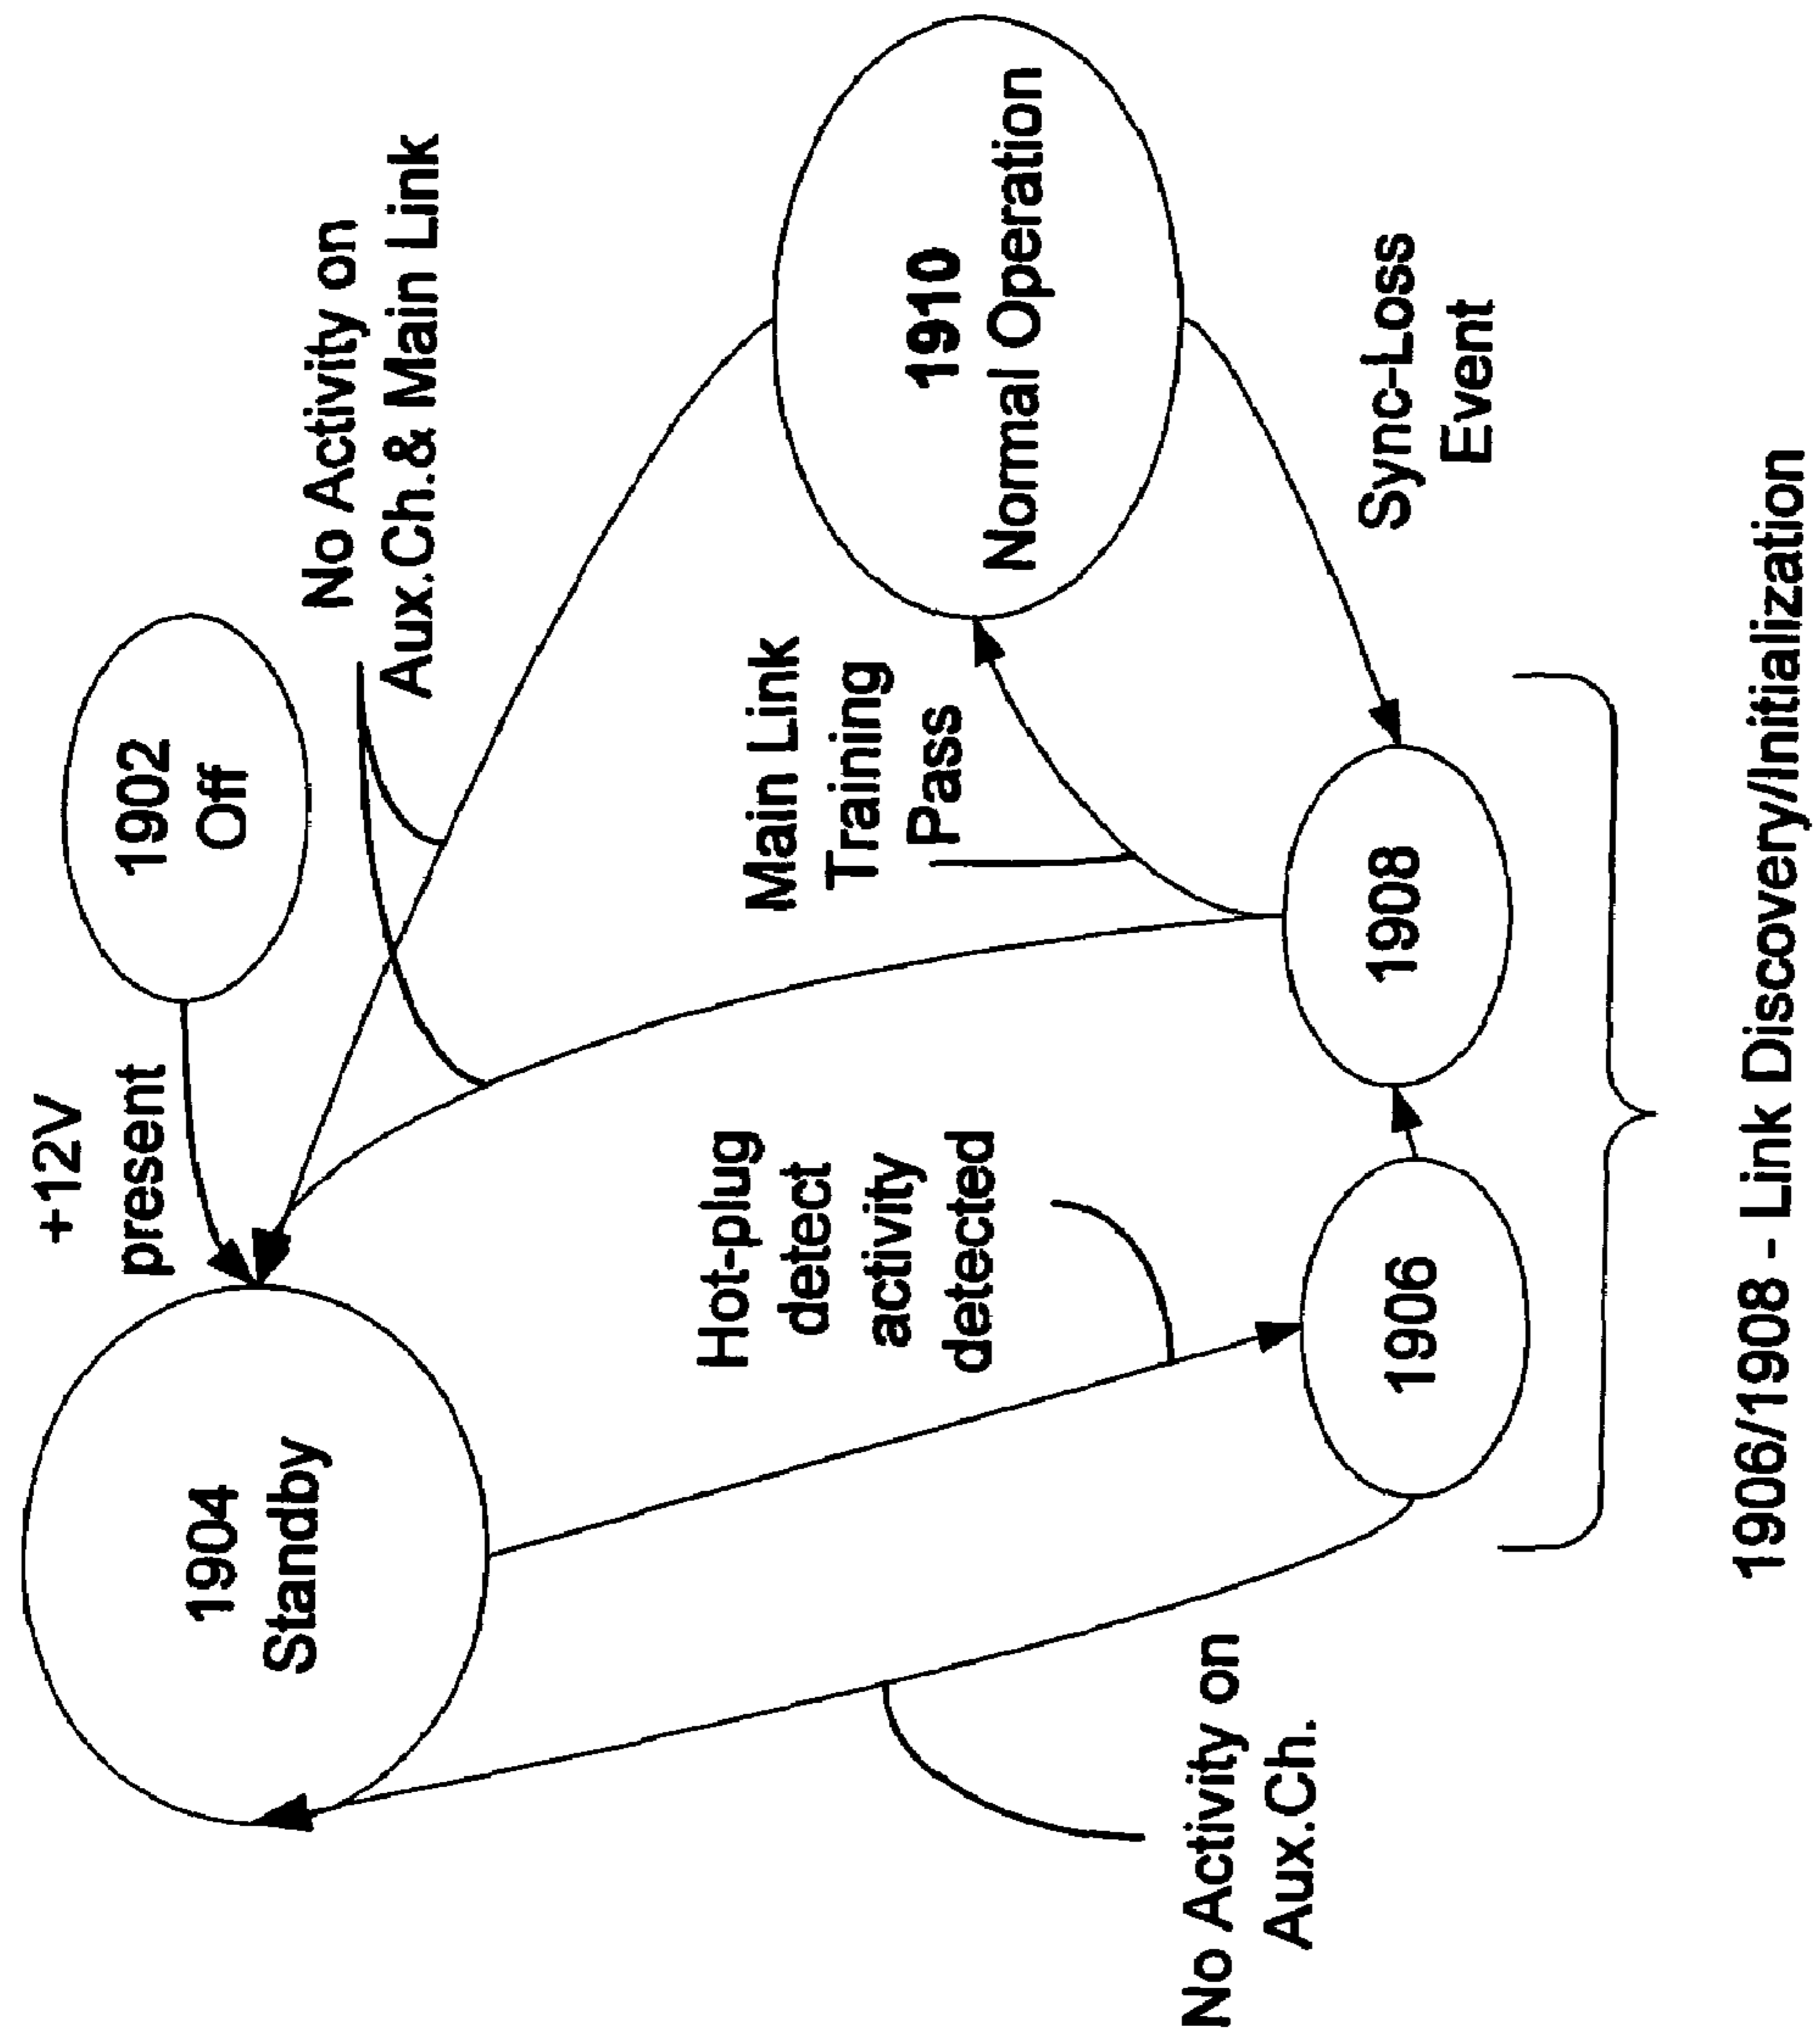 +12V
present
1902
Off
No Activity on
Aux.Ch.& Main Link
1904
Standby
Hot-plug
detect
activity
detected
Main Link
Training
Pass
1910
Normal Operation
No Activity on
Aux.Ch.
1906
1908
Sync-Loss
Event
1906/1908 - Link Discovery/Initialization